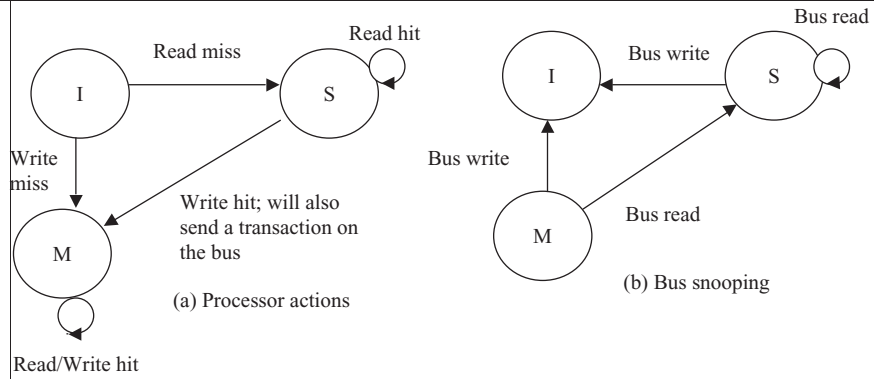 Read hit
Read miss
I
S
Write
miss
Write hit; will also
send a transaction on
the bus
M
(a) Processor actions
Read/Write hit
Bus read
Bus write
I
S
Bus write
Bus read
M
(b) Bus snooping